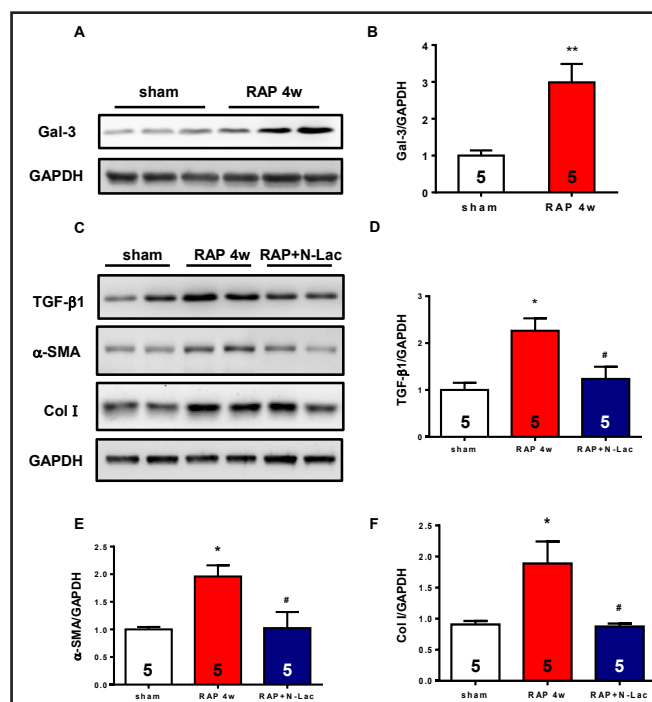 A
sham RAP 4w
Gal-3
GAPDH
B
Gal-3/GAPDH
4
3
2
1
0
**
5 5
sham RAP 4w
C
sham RAP 4w RAP+N-Lac
TGF-β1
α-SMA
Col I
GAPDH
D
TGF-β1/GAPDH
3
2
1
0
*
#
5 5 5
sham RAP 4w RAP+N-Lac
E
α-SMA/GAPDH
2.5
2.0
1.5
1.0
0.5
0.0
*
#
5 5 5
sham RAP 4w RAP+N-Lac
F
Col I/GAPDH
2.5
2.0
1.5
1.0
0.5
0.0
*
#
5 5 5
sham RAP 4w RAP+N-Lac